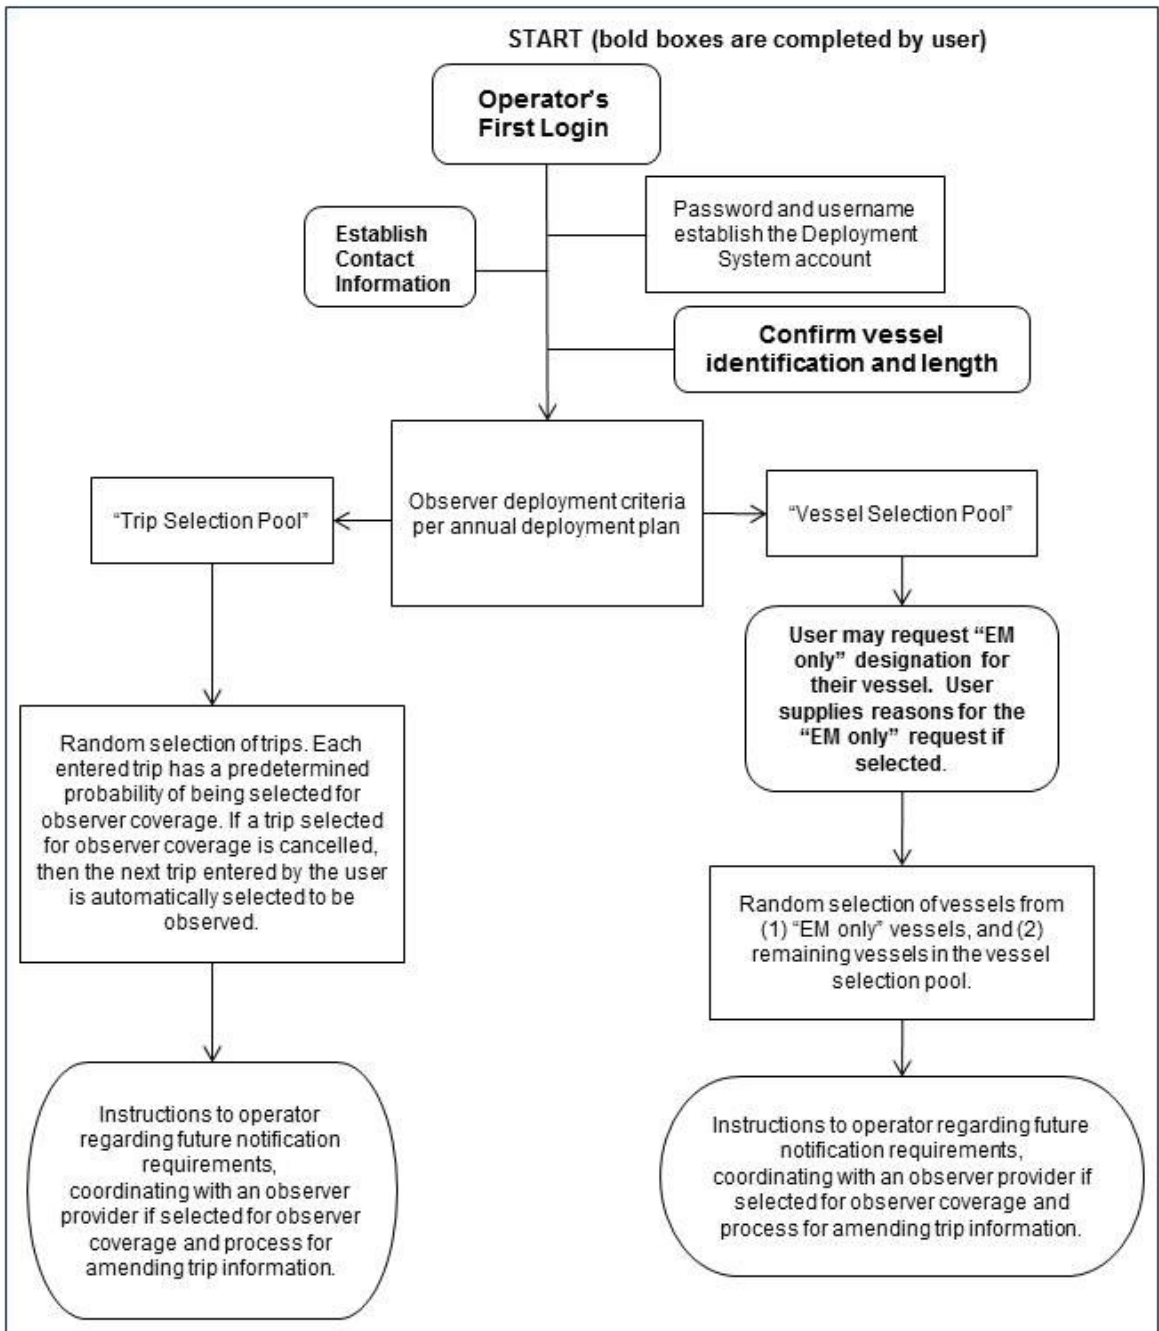 START (bold boxes are completed by user)
Operator's
First Login
Password and username
establish the Deployment
System account
Establish
Contact
Information
Confirm vessel
identification and length
Observer deployment criteria
per annual deployment plan
“Trip Selection Pool”
“Vessel Selection Pool”
User may request “EM
only” designation for
their vessel. User
supplies reasons for the
“EM only” request if
selected.
Random selection of trips. Each
entered trip has a predetermined
probability of being selected for
observer coverage. If a trip selected
for observer coverage is cancelled,
then the next trip entered by the user
is automatically selected to be
observed.
Random selection of vessels from
(1) “EM only” vessels, and (2)
remaining vessels in the vessel
selection pool.
Instructions to operator
regarding future notification
requirements,
coordinating with an observer
provider if selected for observer
coverage and process for
amending trip information.
Instructions to operator regarding future
notification requirements,
coordinating with an observer provider if
selected for observer coverage and
process for amending trip information.